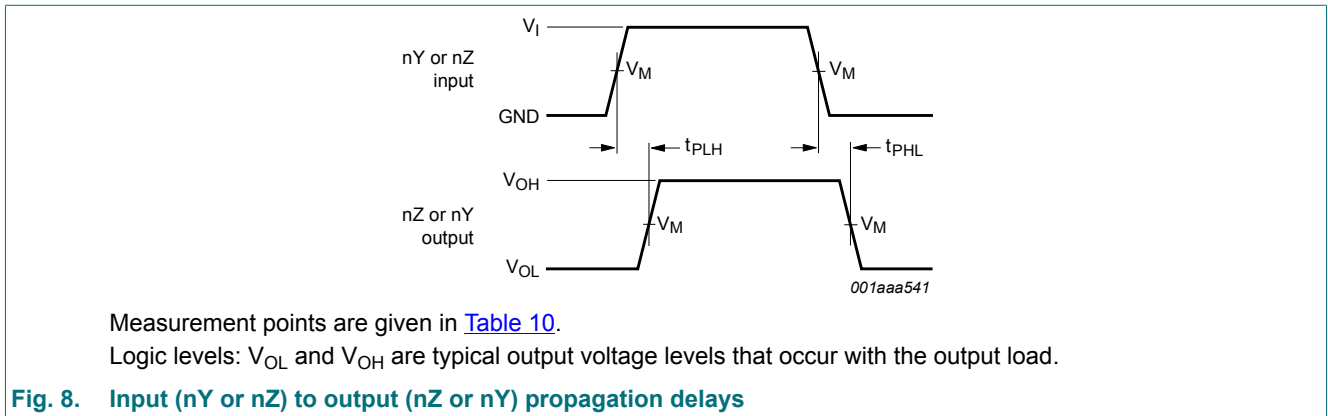 V_I
nY or nZ
input
V_M
V_M
GND
t_PLH
t_PHL
V_OH
nZ or nY
output
V_M
V_M
V_OL
001aaa541
Measurement points are given in Table 10.
Logic levels: V_OL and V_OH are typical output voltage levels that occur with the output load.
Fig. 8. Input (nY or nZ) to output (nZ or nY) propagation delays